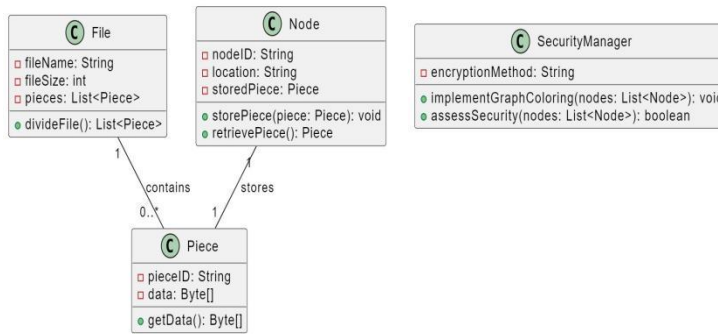 C File
fileName: String
fileSize: int
pieces: List<Piece>
divideFile(): List<Piece>
C Node
nodeID: String
location: String
storedPiece: Piece
storePiece(piece: Piece): void
retrievePiece(): Piece
C SecurityManager
encryptionMethod: String
implementGraphColoring(nodes: List<Node>): void
assessSecurity(nodes: List<Node>): boolean
1
1
contains
stores
0..*
1
C Piece
pieceID: String
data: Byte[]
getData(): Byte[]